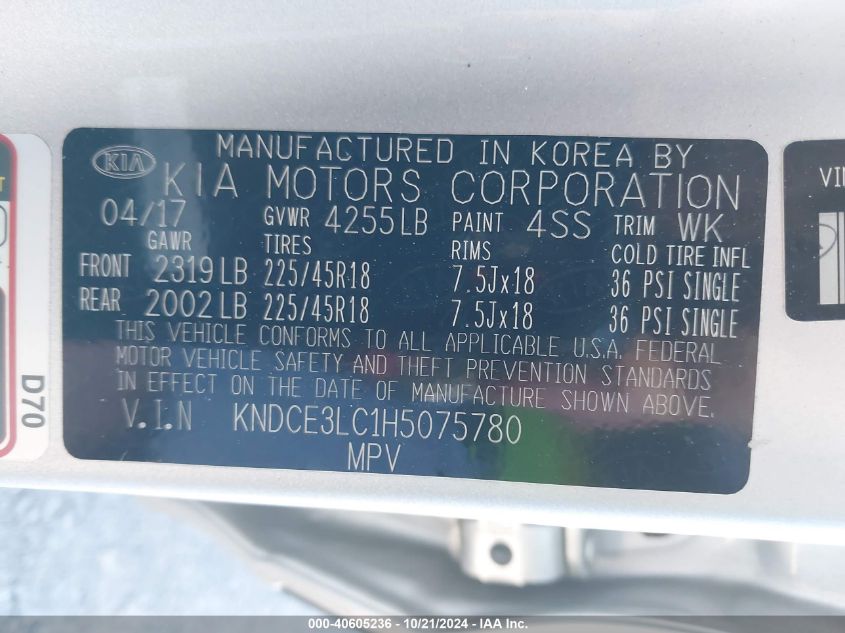 KIA
MANUFACTURED IN KOREA BY
KIA MOTORS CORPORATION
04/17 GVWR 4255LB PAINT 4SS TRIM WK
GAWR TIRES RIMS COLD TIRE INFL
FRONT 2319LB 225/45R18 7.5Jx18 36 PSI SINGLE
REAR 2002LB 225/45R18 7.5Jx18 36 PSI SINGLE
THIS VEHICLE CONFORMS TO ALL APPLICABLE U.S.A. FEDERAL
MOTOR VEHICLE SAFETY AND THEFT PREVENTION STANDARDS
IN EFFECT ON THE DATE OF MANUFACTURE SHOWN ABOVE.
V.I.N KNDCE3LC1H5075780
MPV
D70
000-40605236 - 10/21/2024 - IAA Inc.